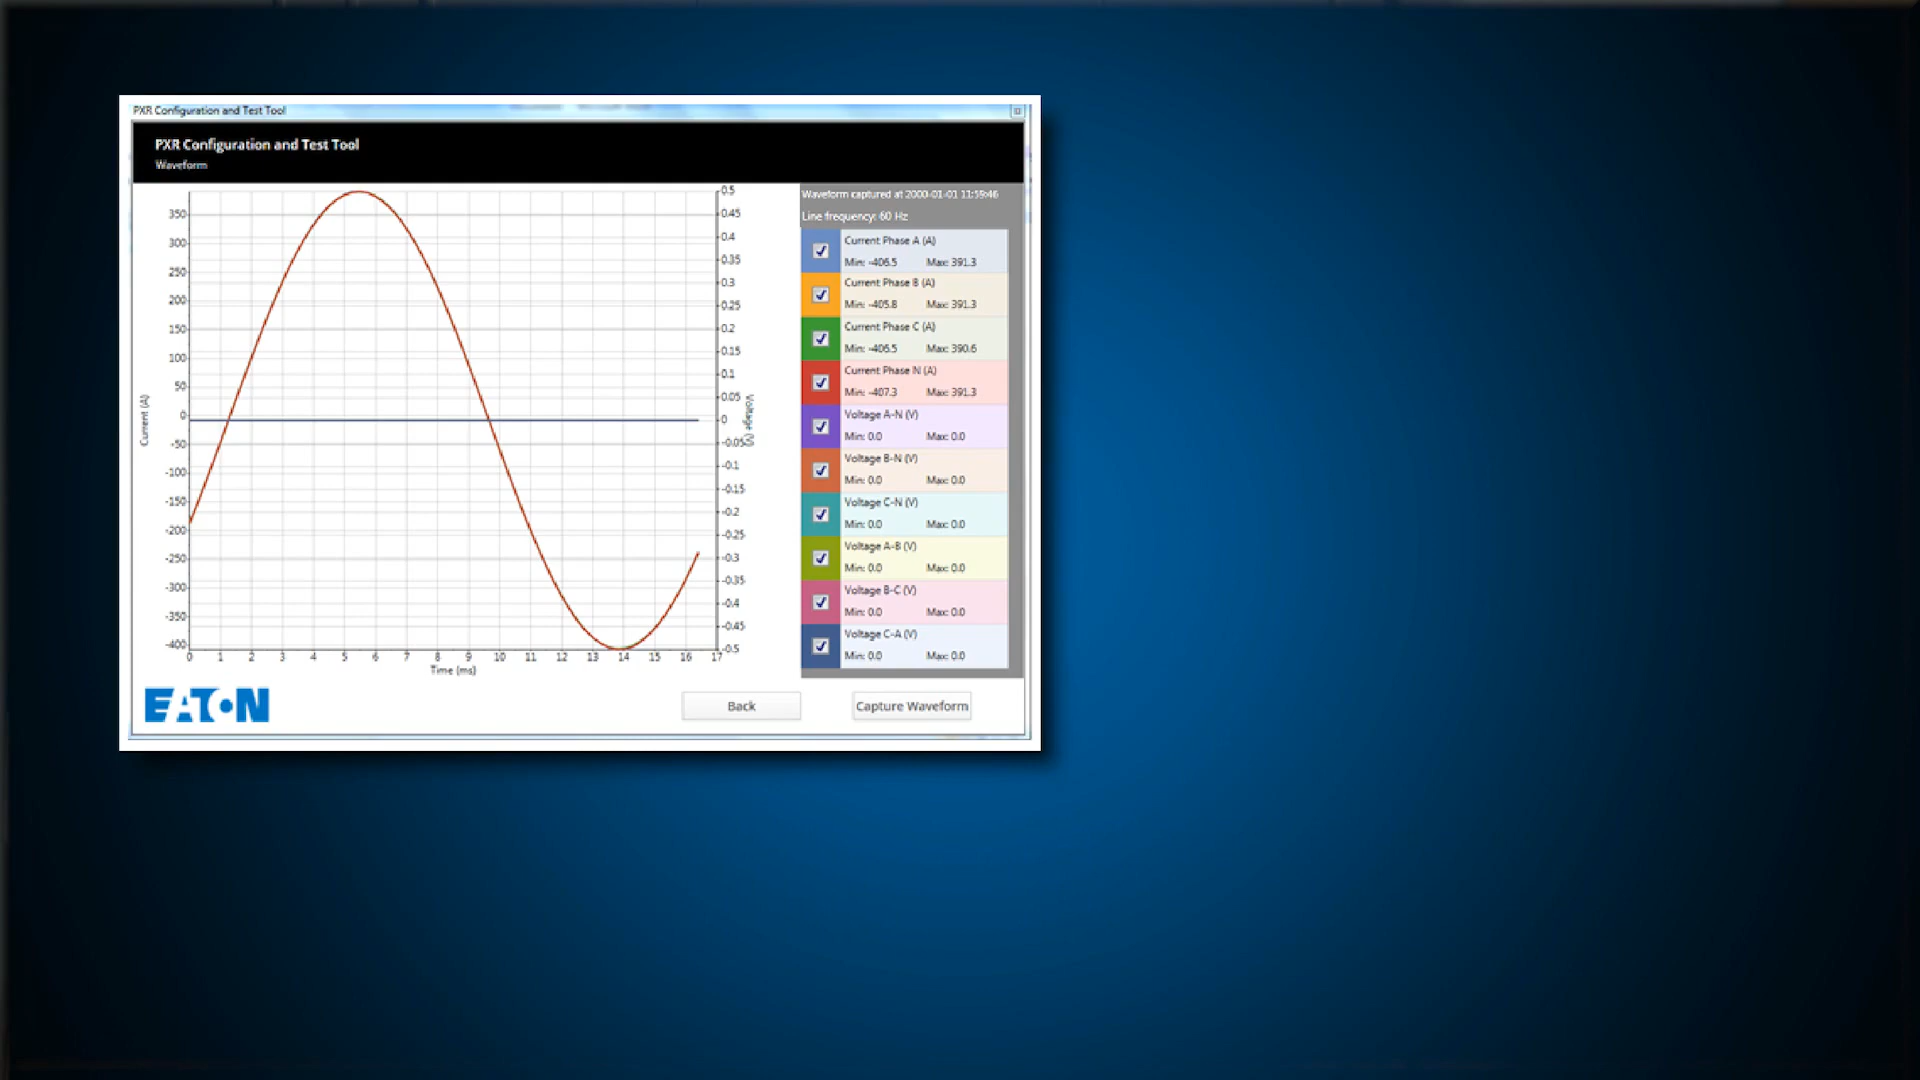 PXR Configuration and Test Tool
PXR Configuration and Test Tool
Waveform
350
300
250
200
150
100
50
0
-50
-100
-150
-200
-250
-300
-350
-400
Current (A)
0 1 2 3 4 5 6 7 8 9 10 11 12 13 14 15 16 17
Time (ms)
0.5
0.45
0.4
0.35
0.3
0.25
0.2
0.15
0.1
0.05
0
-0.05
-0.1
-0.15
-0.2
-0.25
-0.3
-0.35
-0.4
-0.45
-0.5
Voltage (V)
Waveform captured at 2000-01-01 11:59:46
Line frequency: 60 Hz
Current Phase A (A)
Min: -406.5 Max: 391.3
Current Phase B (A)
Min: -405.8 Max: 391.3
Current Phase C (A)
Min: -406.5 Max: 390.6
Current Phase N (A)
Min: -407.3 Max: 391.3
Voltage A-N (V)
Min: 0.0 Max: 0.0
Voltage B-N (V)
Min: 0.0 Max: 0.0
Voltage C-N (V)
Min: 0.0 Max: 0.0
Voltage A-B (V)
Min: 0.0 Max: 0.0
Voltage B-C (V)
Min: 0.0 Max: 0.0
Voltage C-A (V)
Min: 0.0 Max: 0.0
EATON
Back
Capture Waveform